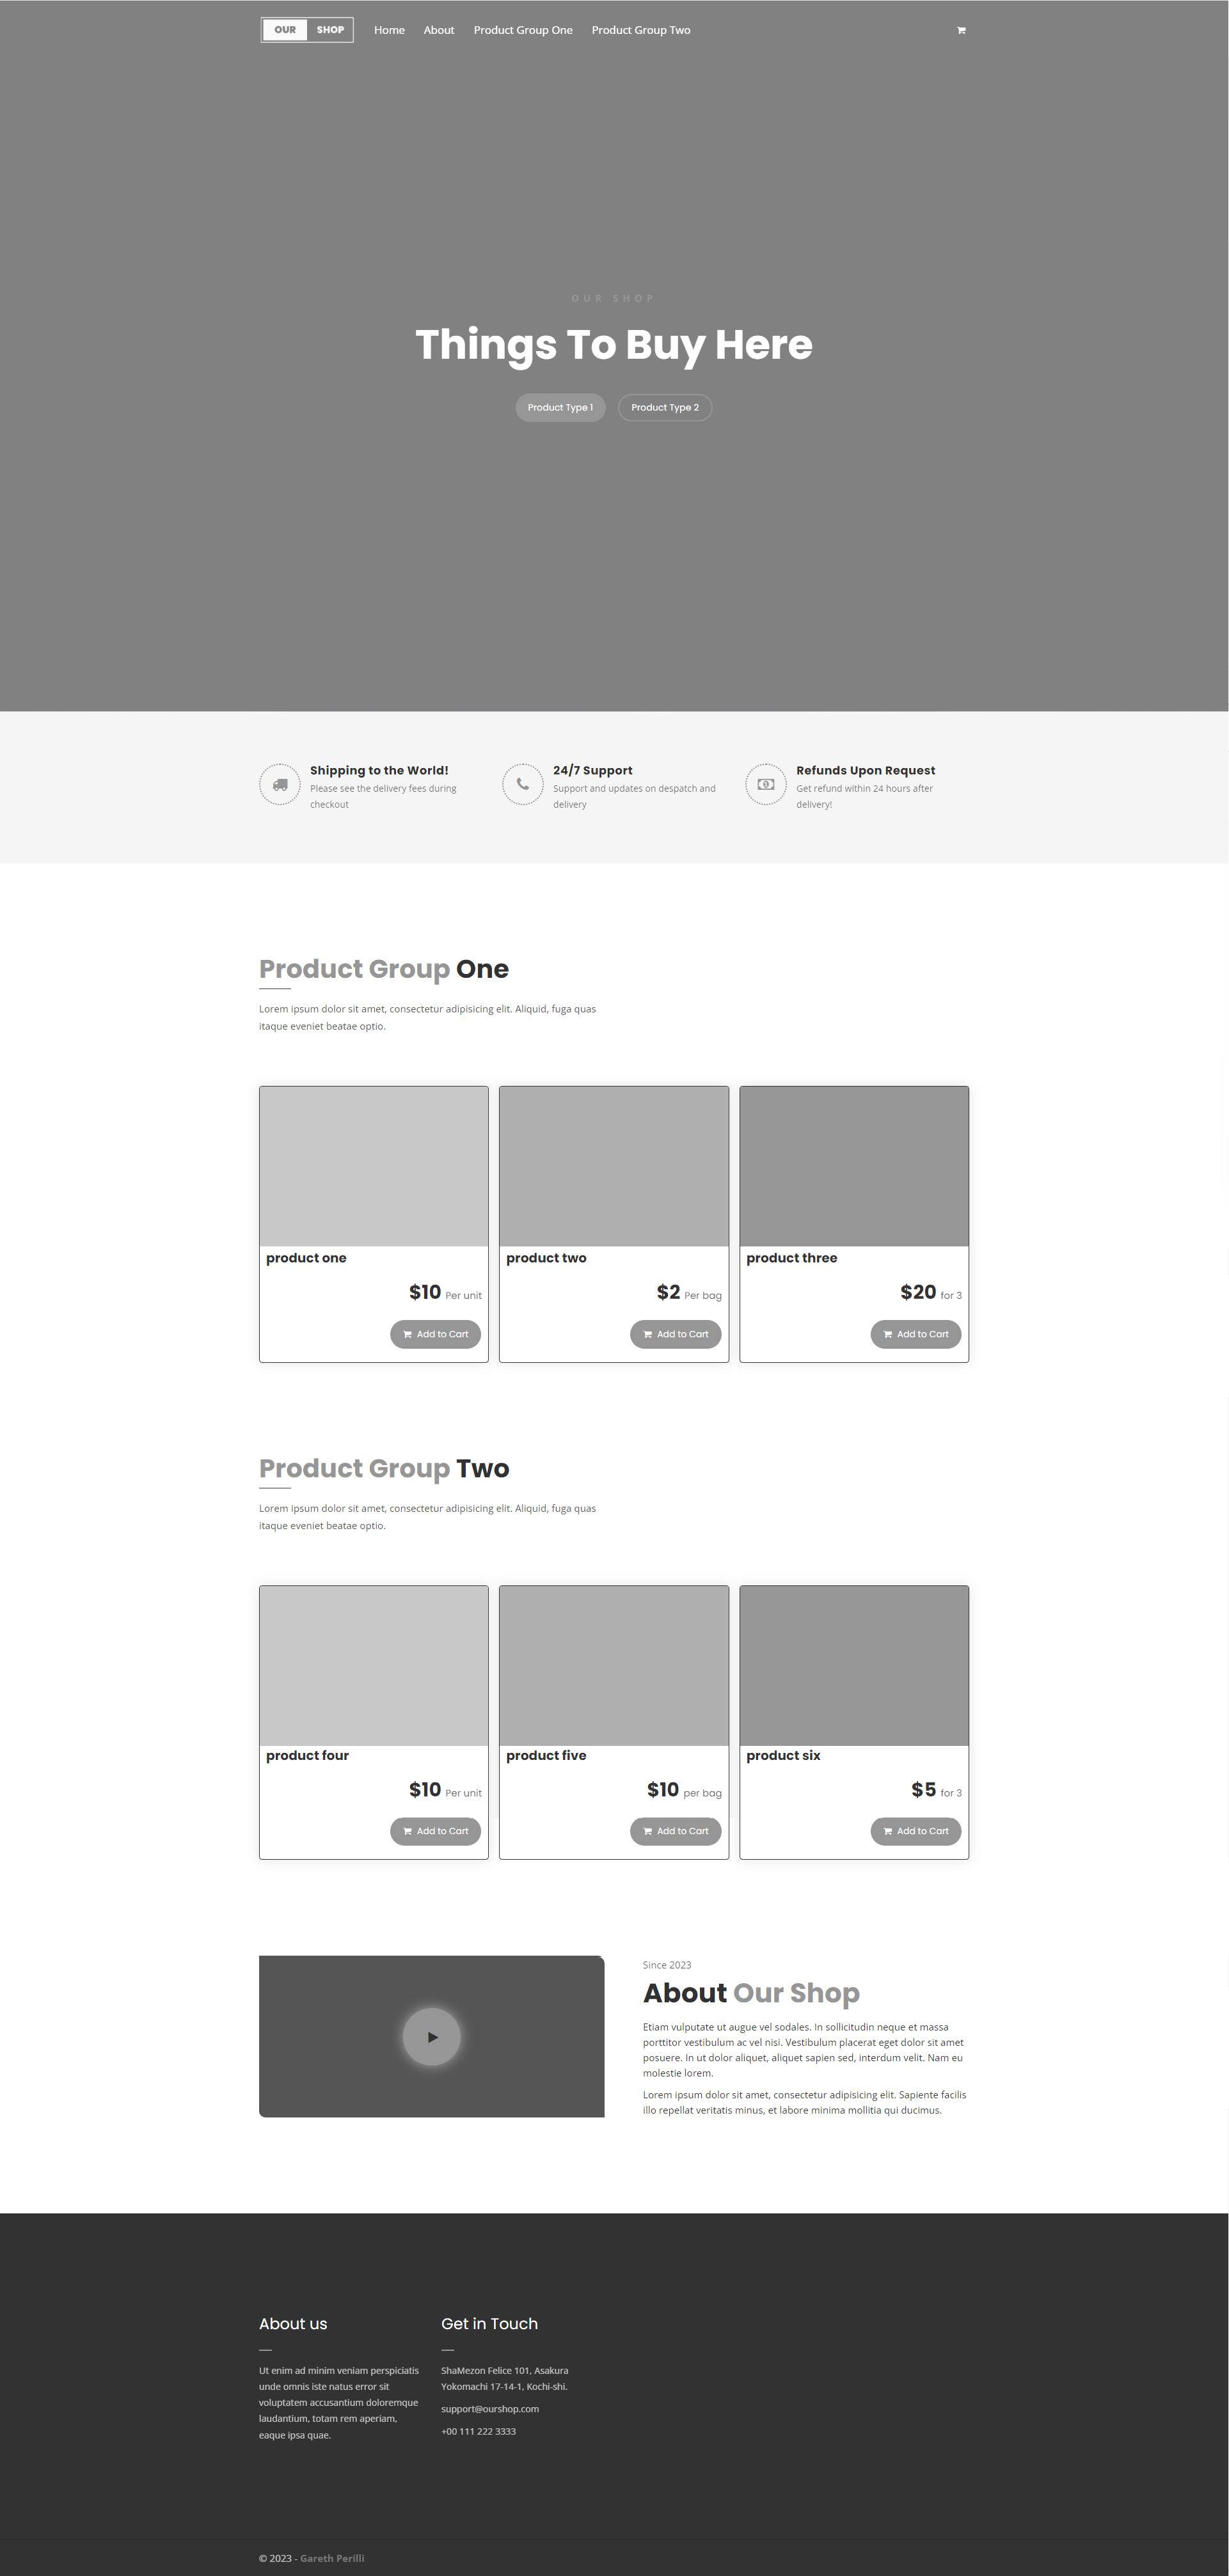 OUR SHOP Home About Product Group One Product Group Two
OUR SHOP
Things To Buy Here
Product Type 1 Product Type 2
Shipping to the World!
Please see the delivery fees during
checkout
24/7 Support
Support and updates on despatch and
delivery
Refunds Upon Request
Get refund within 24 hours after
delivery!
Product Group One
Lorem ipsum dolor sit amet, consectetur adipisicing elit. Aliquid, fuga quas
itaque eveniet beatae optio.
product one
$10 Per unit
Add to Cart
product two
$2 Per bag
Add to Cart
product three
$20 for 3
Add to Cart
Product Group Two
Lorem ipsum dolor sit amet, consectetur adipisicing elit. Aliquid, fuga quas
itaque eveniet beatae optio.
product four
$10 Per unit
Add to Cart
product five
$10 per bag
Add to Cart
product six
$5 for 3
Add to Cart
Since 2023
About Our Shop
Etiam vulputate ut augue vel sodales. In sollicitudin neque et massa
porttitor vestibulum ac vel nisi. Vestibulum placerat eget dolor sit amet
posuere. In ut dolor aliquet, aliquet sapien sed, interdum velit. Nam eu
molestie lorem.
Lorem ipsum dolor sit amet, consectetur adipisicing elit. Sapiente facilis
illo repellat veritatis minus, et labore minima mollitia qui ducimus.
About us
Ut enim ad minim veniam perspiciatis
unde omnis iste natus error sit
voluptatem accusantium doloremque
laudantium, totam rem aperiam,
eaque ipsa quae.
Get in Touch
ShaMezon Felice 101, Asakura
Yokomachi 17-14-1, Kochi-shi.
support@ourshop.com
+00 111 222 3333
© 2023 - Gareth Perilli